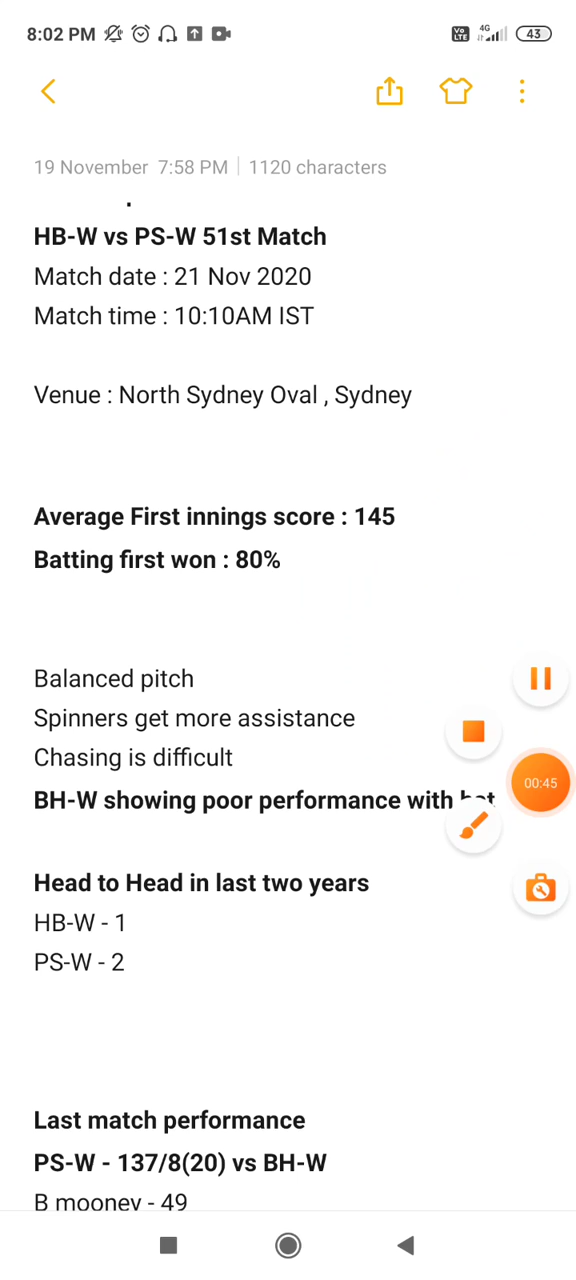 8:02 PM
Vo LTE 4G 43
19 November 7:58 PM | 1120 characters
HB-W vs PS-W 51st Match
Match date : 21 Nov 2020
Match time : 10:10AM IST
Venue : North Sydney Oval , Sydney
Average First innings score : 145
Batting first won : 80%
Balanced pitch
Spinners get more assistance
Chasing is difficult
00:45
BH-W showing poor performance with
Head to Head in last two years
HB-W - 1
PS-W - 2
Last match performance
PS-W - 137/8(20) vs BH-W
B mooney - 49